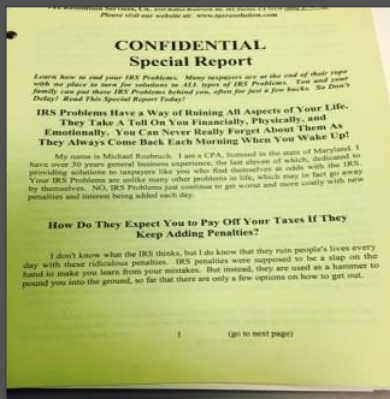 Tax Resolution Services, Co.,
Please visit our website at: www.taxresolution.com
CONFIDENTIAL
Special Report
Learn how to end your IRS Problems. Many taxpayers are at the end of their rope
with no place to turn for solutions to ALL types of IRS Problems. You and your
family can put these IRS Problems behind you, often for just a few bucks. So Don't
Delay! Read This Special Report Today!
IRS Problems Have a Way of Ruining All Aspects of Your Life.
They Take A Toll On You Financially, Physically, and
Emotionally. You Can Never Really Forget About Them As
They Always Come Back Each Morning When You Wake Up!
My name is Michael Rozbruch. I am a CPA, licensed in the state of Maryland. I
have over 30 years general business experience, the last eleven of which, dedicated to
providing solutions to taxpayers like you who find themselves at odds with the IRS.
Your IRS Problems are unlike many other problems in life, which may in fact go away
by themselves. NO, IRS Problems just continue to get worse and more costly with new
penalties and interest being added each day.
How Do They Expect You to Pay Off Your Taxes If They
Keep Adding Penalties?
I don't know what the IRS thinks, but I do know that they ruin people's lives every
day with these ridiculous penalties. IRS penalties were supposed to be a slap on the
hand to make you learn from your mistakes. But instead, they are used as a hammer to
pound you into the ground, so far that there are only a few options on how to get out.
1 (go to next page)